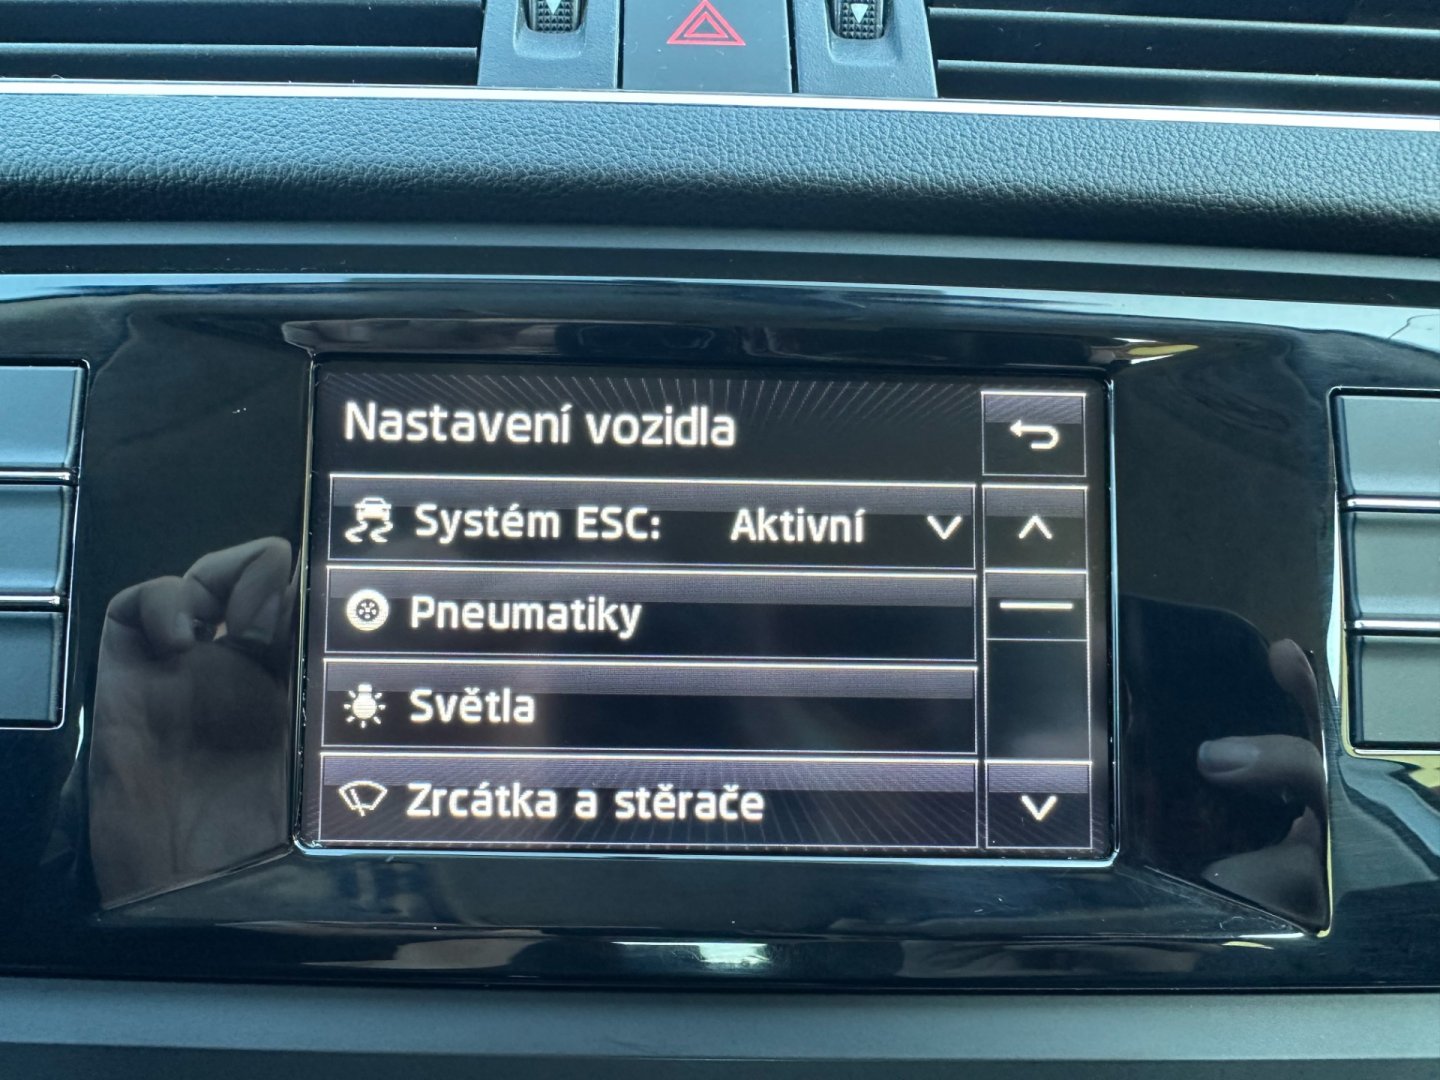 Nastavení vozidla
Systém ESC: Aktivní
Pneumatiky
Světla
Zrcátka a stěrače